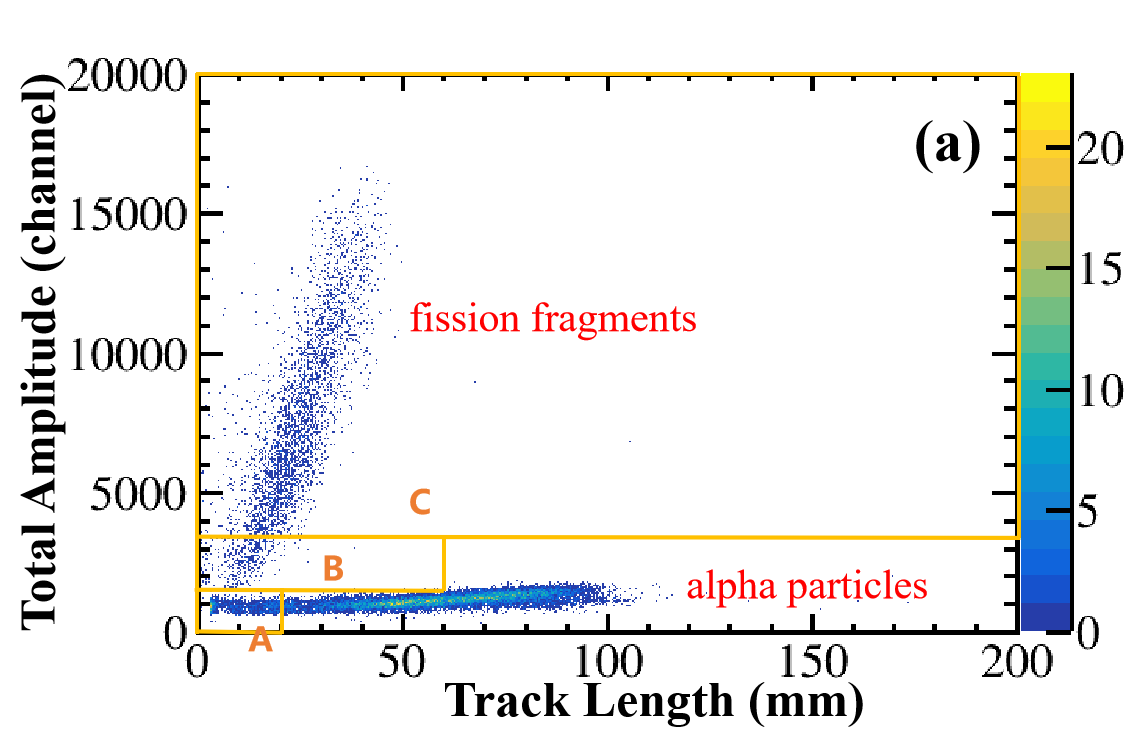 Total Amplitude (channel)
20000
15000
10000
5000
0
(a)
fission fragments
C
B
alpha particles
A
0
50
100
150
200
Track Length (mm)
20
15
10
5
0